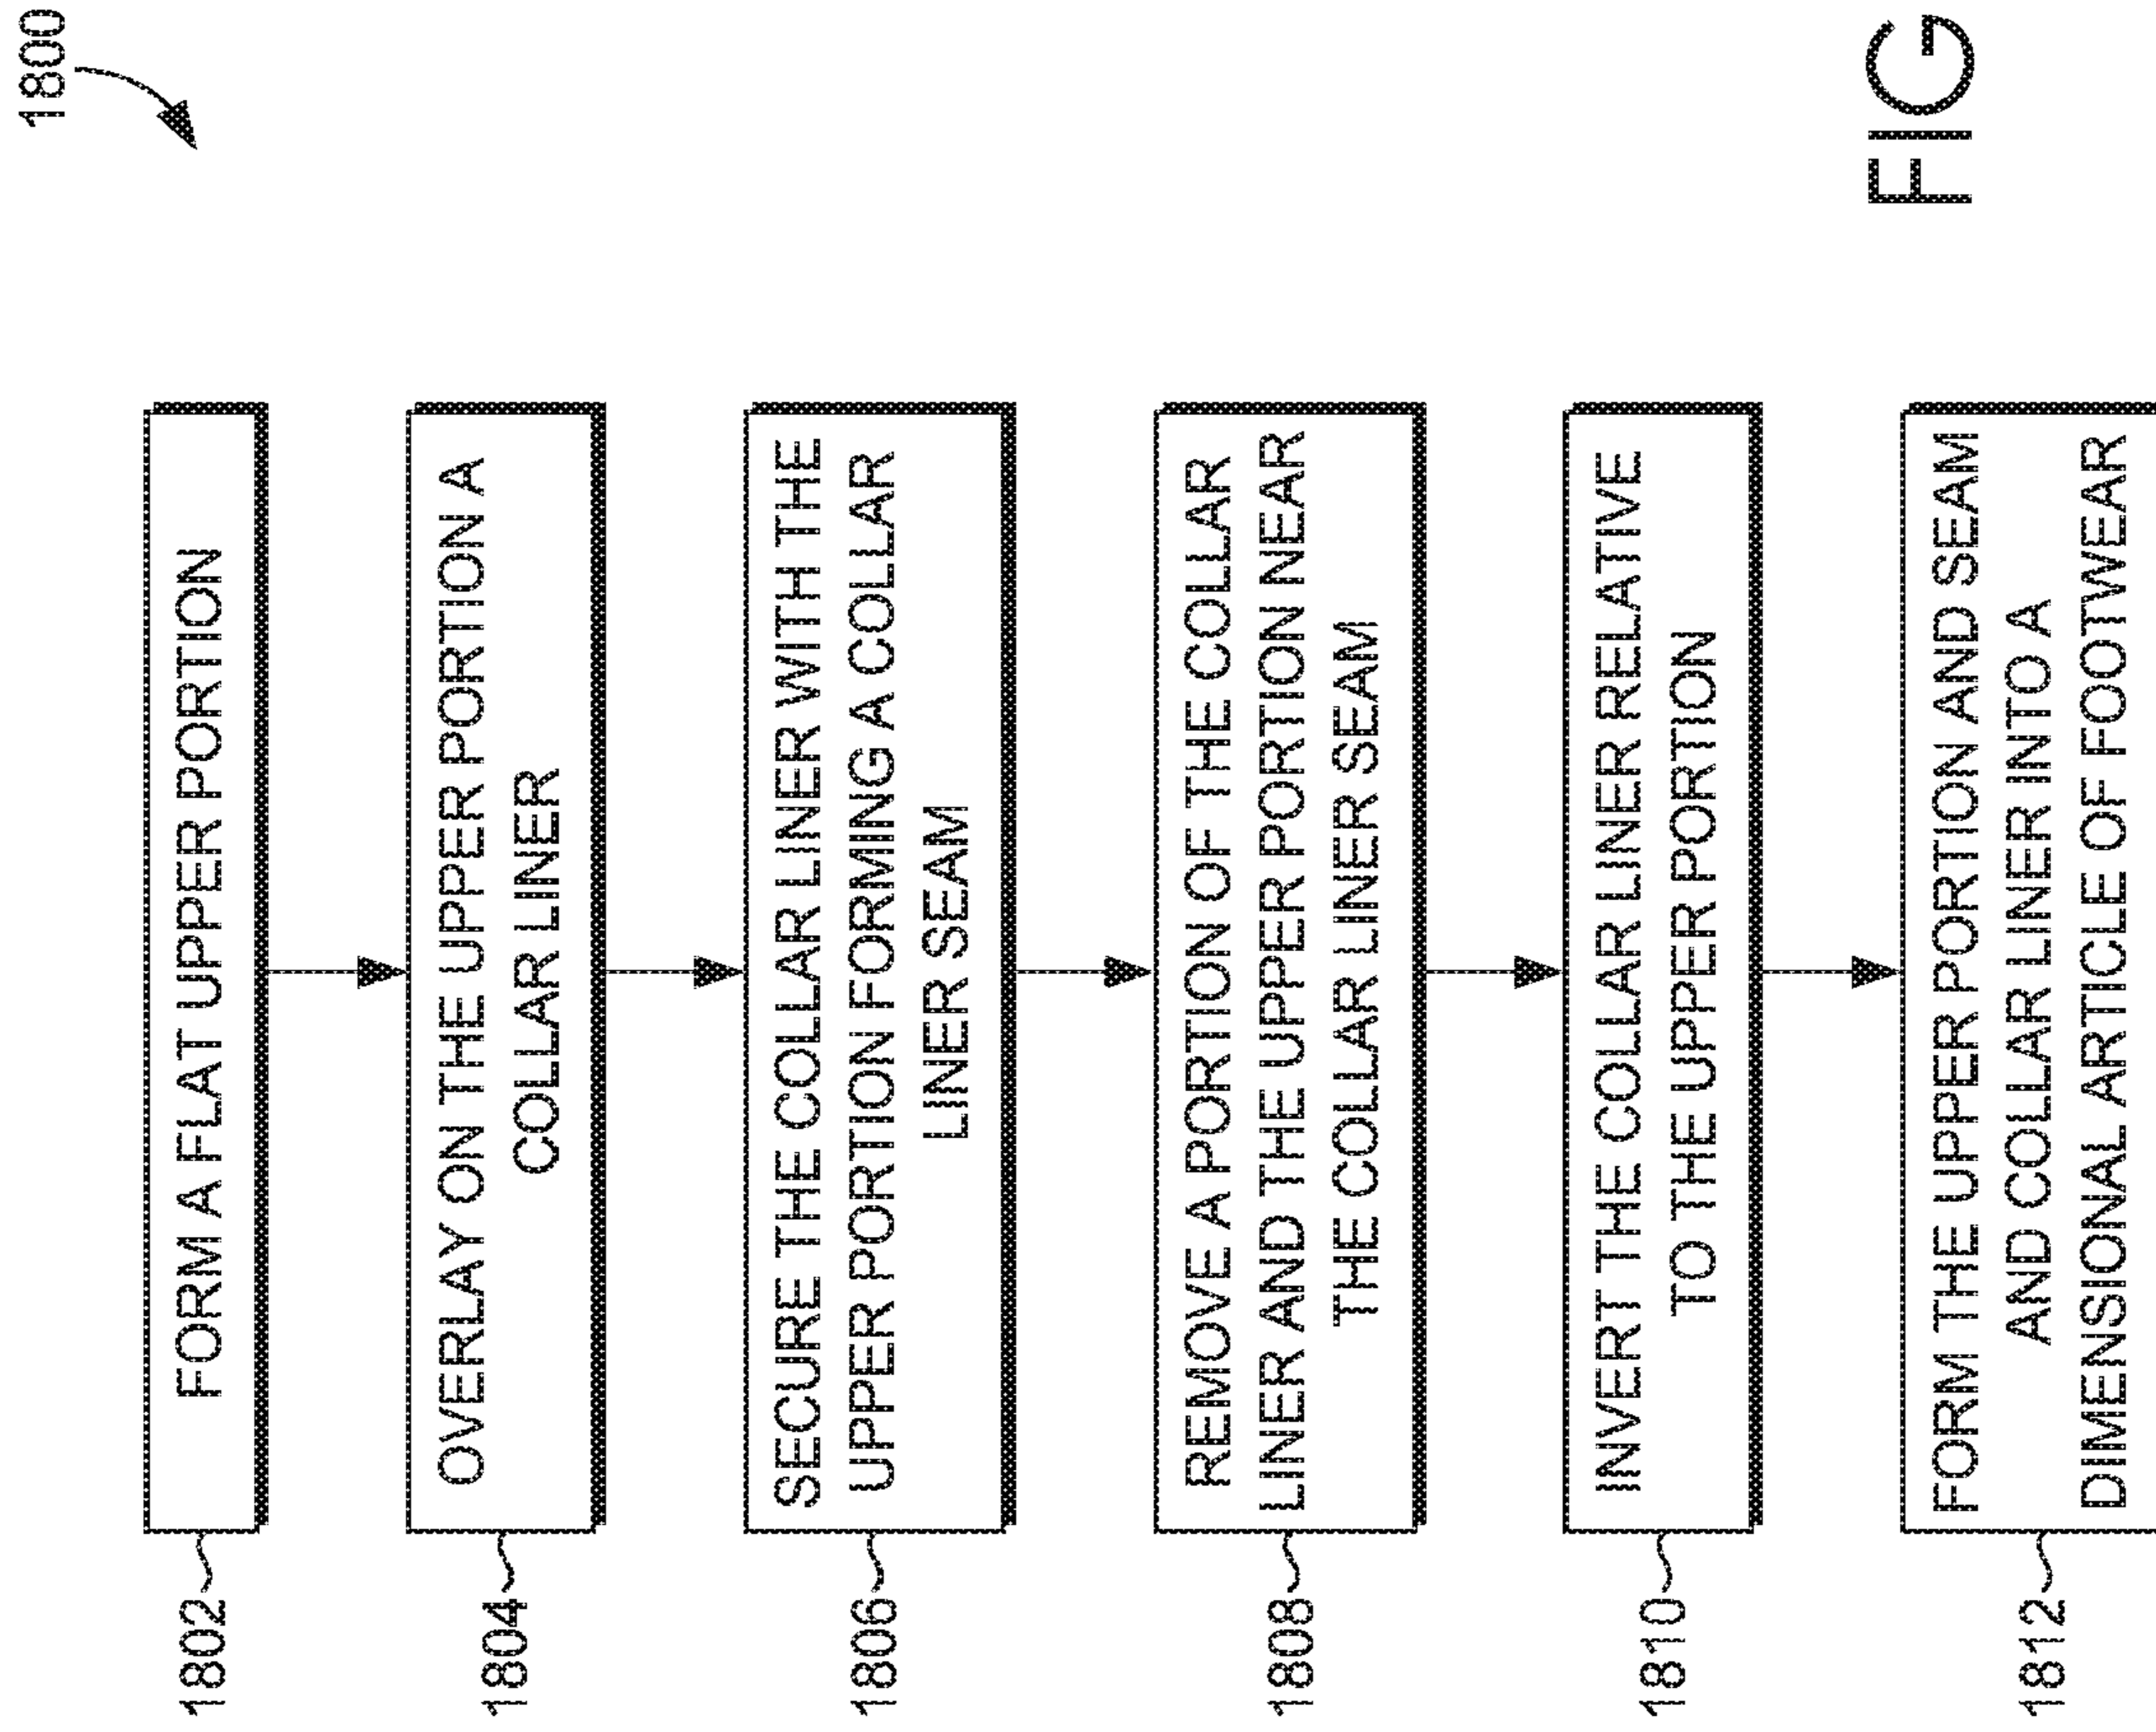 1800
1802
FORM A FLAT UPPER PORTION
1804
OVERLAY ON THE UPPER PORTION A
COLLAR LINER
1806
SECURE THE COLLAR LINER WITH THE
UPPER PORTION FORMING A COLLAR
LINER SEAM
1808
REMOVE A PORTION OF THE COLLAR
LINER AND THE UPPER PORTION NEAR
THE COLLAR LINER SEAM
1810
INVERT THE COLLAR LINER RELATIVE
TO THE UPPER PORTION
1812
FORM THE UPPER PORTION AND SEAM
AND COLLAR LINER INTO A
DIMENSIONAL ARTICLE OF FOOTWEAR
FIG